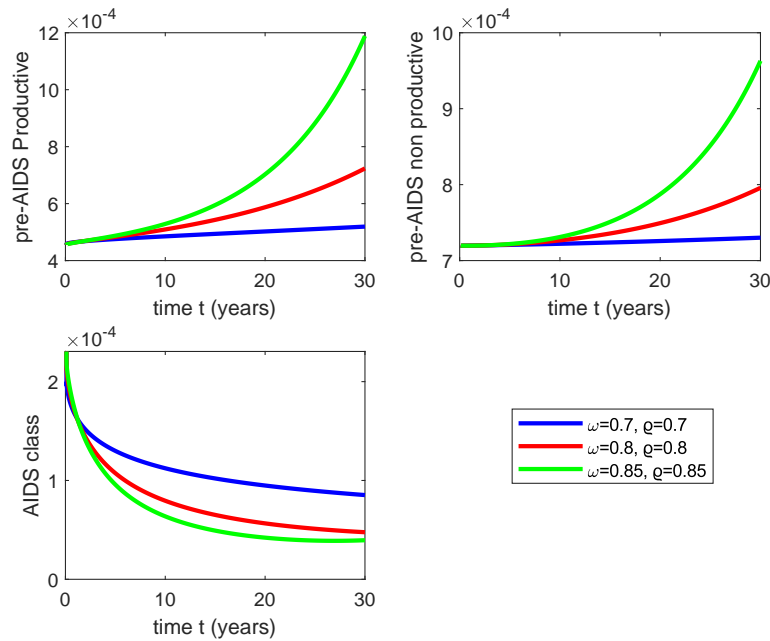 ×10⁻⁴
12
10
8
6
4
pre-AIDS Productive
0 10 20 30
time t (years)
×10⁻⁴
10
9
8
7
pre-AIDS non productive
0 10 20 30
time t (years)
×10⁻⁴
2
1
0
AIDS class
0 10 20 30
time t (years)
ω=0.7, ϱ=0.7
ω=0.8, ϱ=0.8
ω=0.85, ϱ=0.85